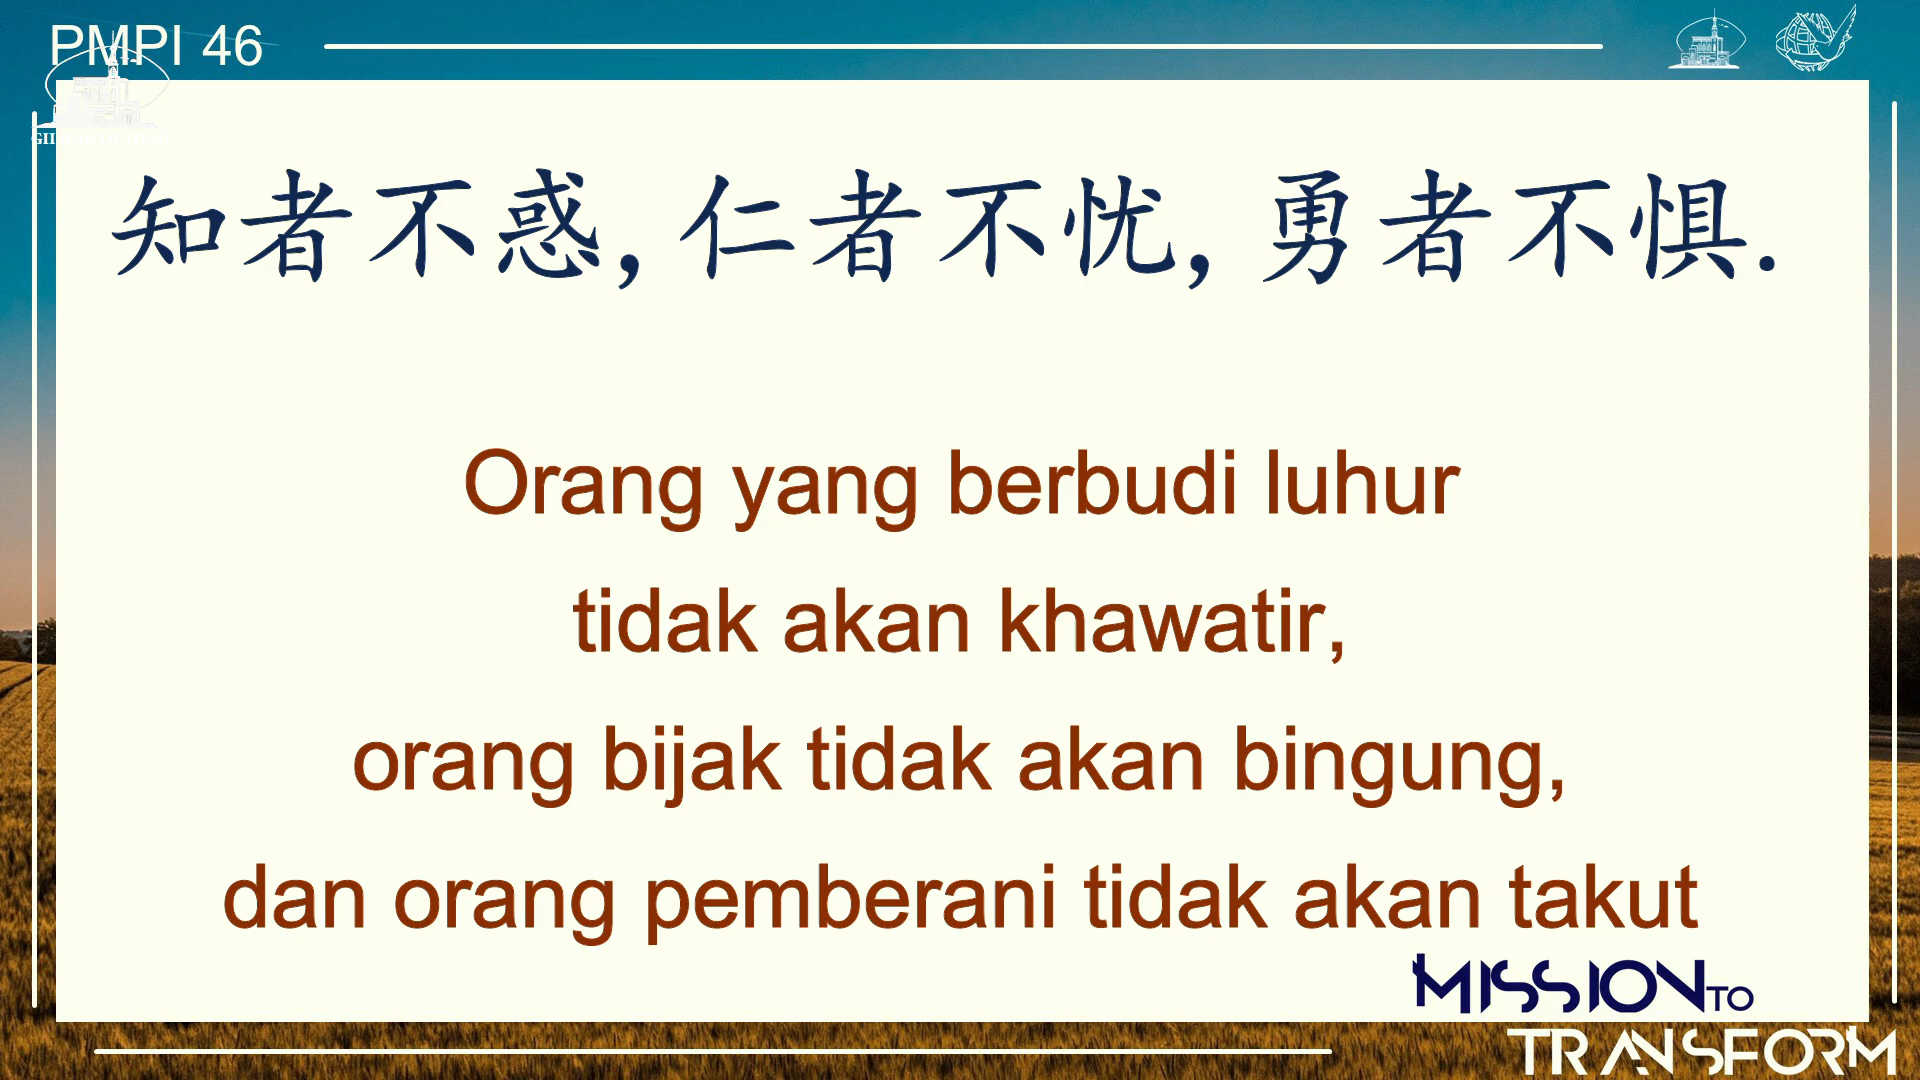 PMPI 46
知者不惑,仁者不忧,勇者不惧.
Orang yang berbudi luhur
tidak akan khawatir,
orang bijak tidak akan bingung,
dan orang pemberani tidak akan takut
MISSION TO
TRANSFORM